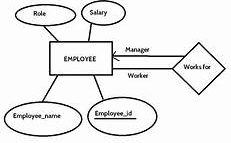 Role
Salary
Manager
EMPLOYEE
Works for
Worker
Employee_name
Employee_id